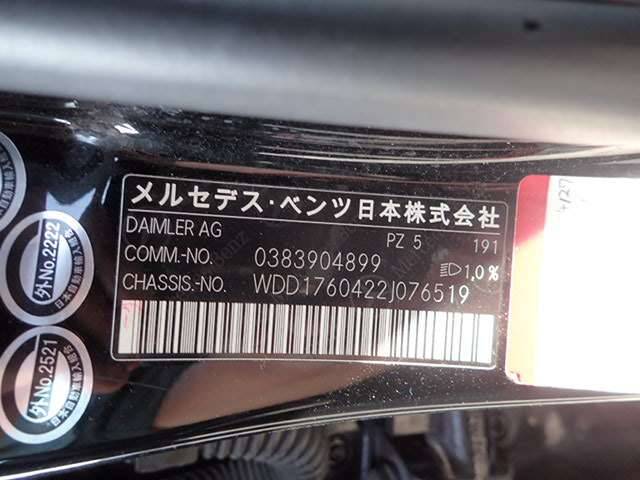 メルセデス・ベンツ日本株式会社
DAIMLER AG PZ 5 191
COMM.-NO. 0383904899 1,0%
CHASSIS.-NO. WDD1760422J076519
外No.2222
外No.2521